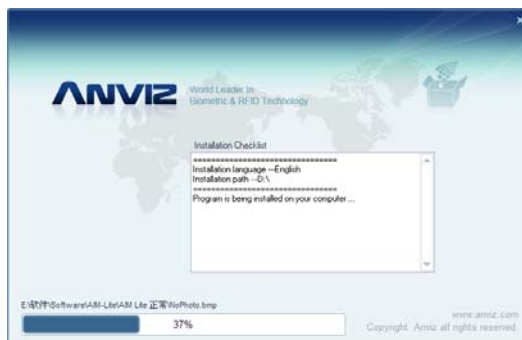 ANVIZ
World Leader in
Biometric & RFID Technology
Installation Checklist
=================================
Installation language ---English
Installation path ---D:\
=================================
Program is being installed on your computer ...
E:\软件\Software\AIM-Lite\AIM Lite 正常\NoPhoto.bmp
37%
www.anviz.com
Copyright Anviz all rights reserved